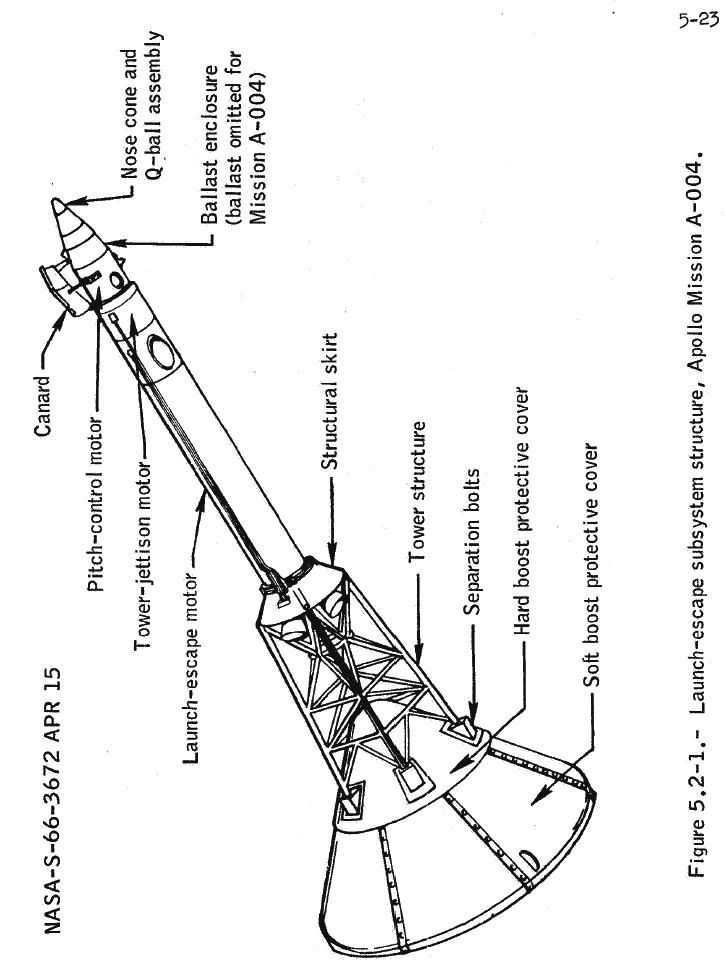 5-23
NASA-S-66-3672 APR 15
Nose cone and
Q-ball assembly
Ballast enclosure
(ballast omitted for
Mission A-004)
Canard
Pitch-control motor
Tower-jettison motor
Launch-escape motor
Structural skirt
Tower structure
Separation bolts
Hard boost protective cover
Soft boost protective cover
Figure 5.2-1.- Launch-escape subsystem structure, Apollo Mission A-004.